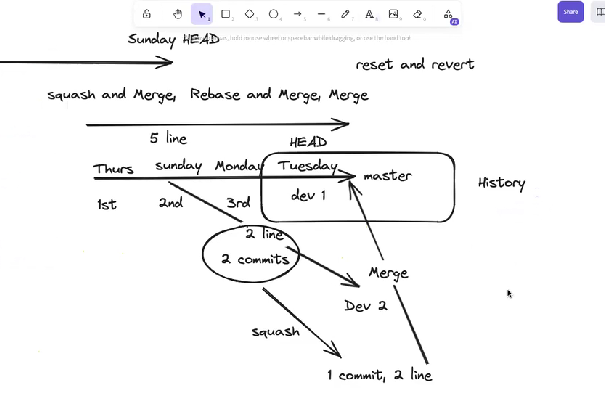 Share
Sunday HEAD
reset and revert
squash and Merge, Rebase and Merge, Merge
5 line
HEAD
Thurs sunday Monday Tuesday
master
History
1st 2nd 3rd dev 1
2 line
2 commits
Merge
Dev 2
squash
1 commit, 2 line